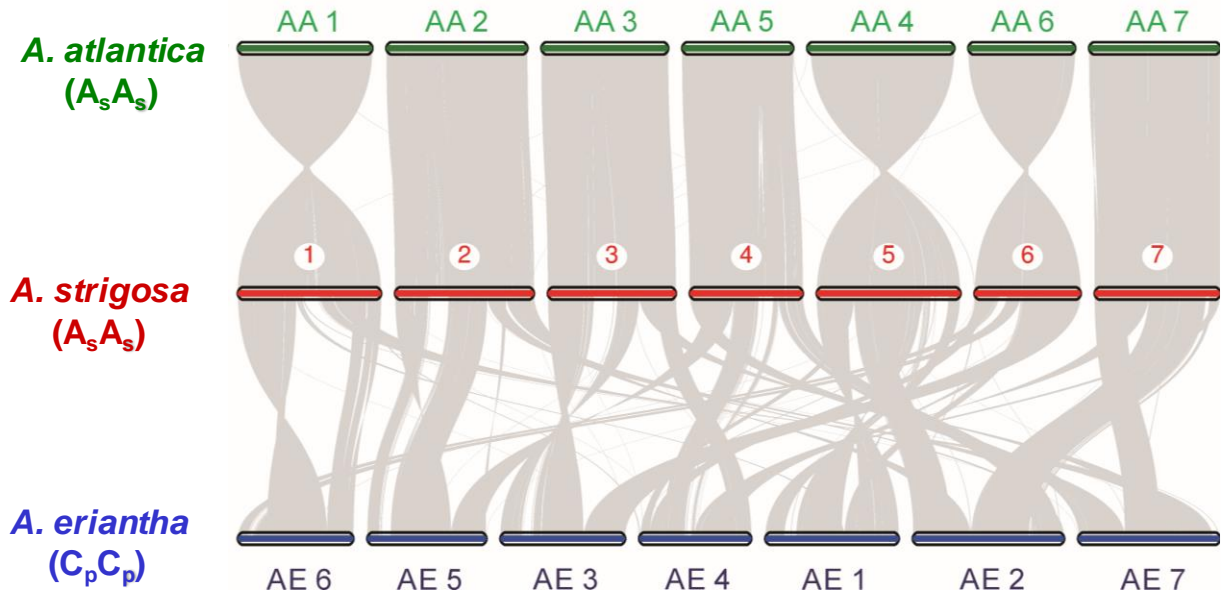 AA 1 AA 2 AA 3 AA 5 AA 4 AA 6 AA 7
A. atlantica
(AsAs)
1 2 3 4 5 6 7
A. strigosa
(AsAs)
A. eriantha
(CpCp)
AE 6 AE 5 AE 3 AE 4 AE 1 AE 2 AE 7